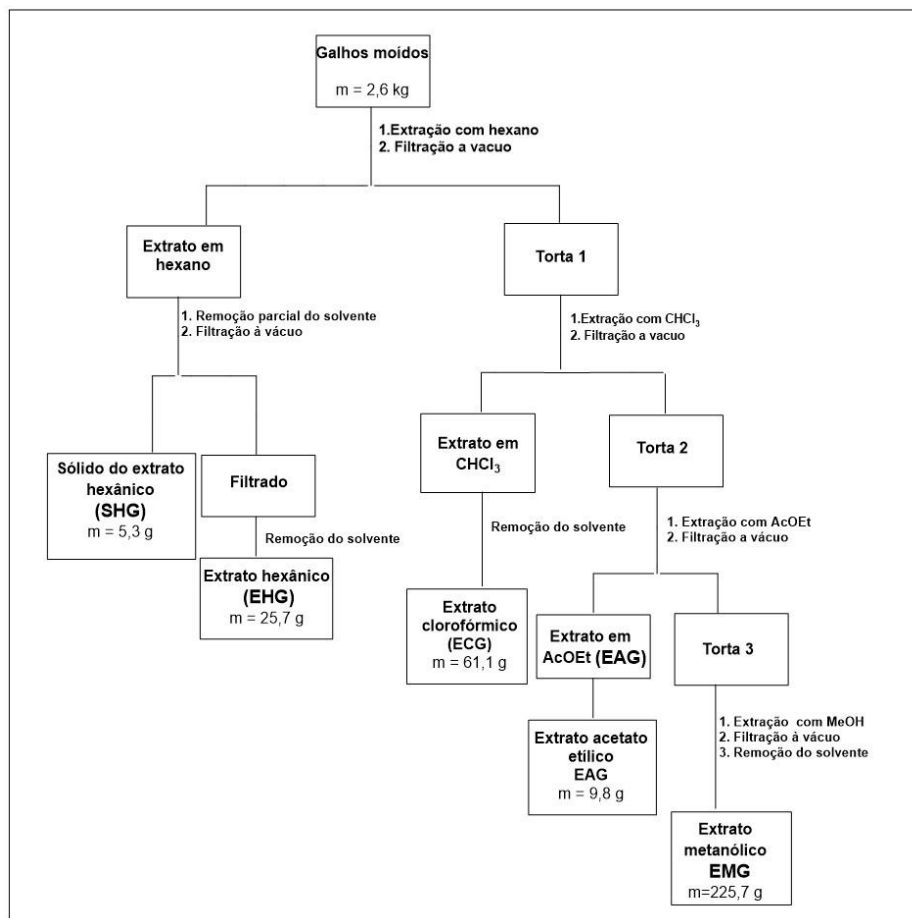 Galhos moidos
m = 2,6 kg
1.Extração com hexano
2. Filtração a vacuo
Extrato em
hexano
Torta 1
1. Remoção parcial do solvente
2. Filtração à vácuo
1.Extração com CHCl₃
2. Filtração a vacuo
Sólido do extrato
hexânico
(SHG)
m = 5,3 g
Filtrado
Extrato em
CHCl₃
Torta 2
Remoção do solvente
Extrato hexânico
(EHG)
m = 25,7 g
Remoção do solvente
1. Extração com AcOEt
2. Filtração a vácuo
Extrato
clorofórmico
(ECG)
m = 61,1 g
Extrato em
AcOEt (EAG)
Torta 3
Extrato acetato
etílico
EAG
m = 9,8 g
1. Extração com MeOH
2. Filtração à vácuo
3. Remoção do solvente
Extrato
metanólico
EMG
m=225,7 g